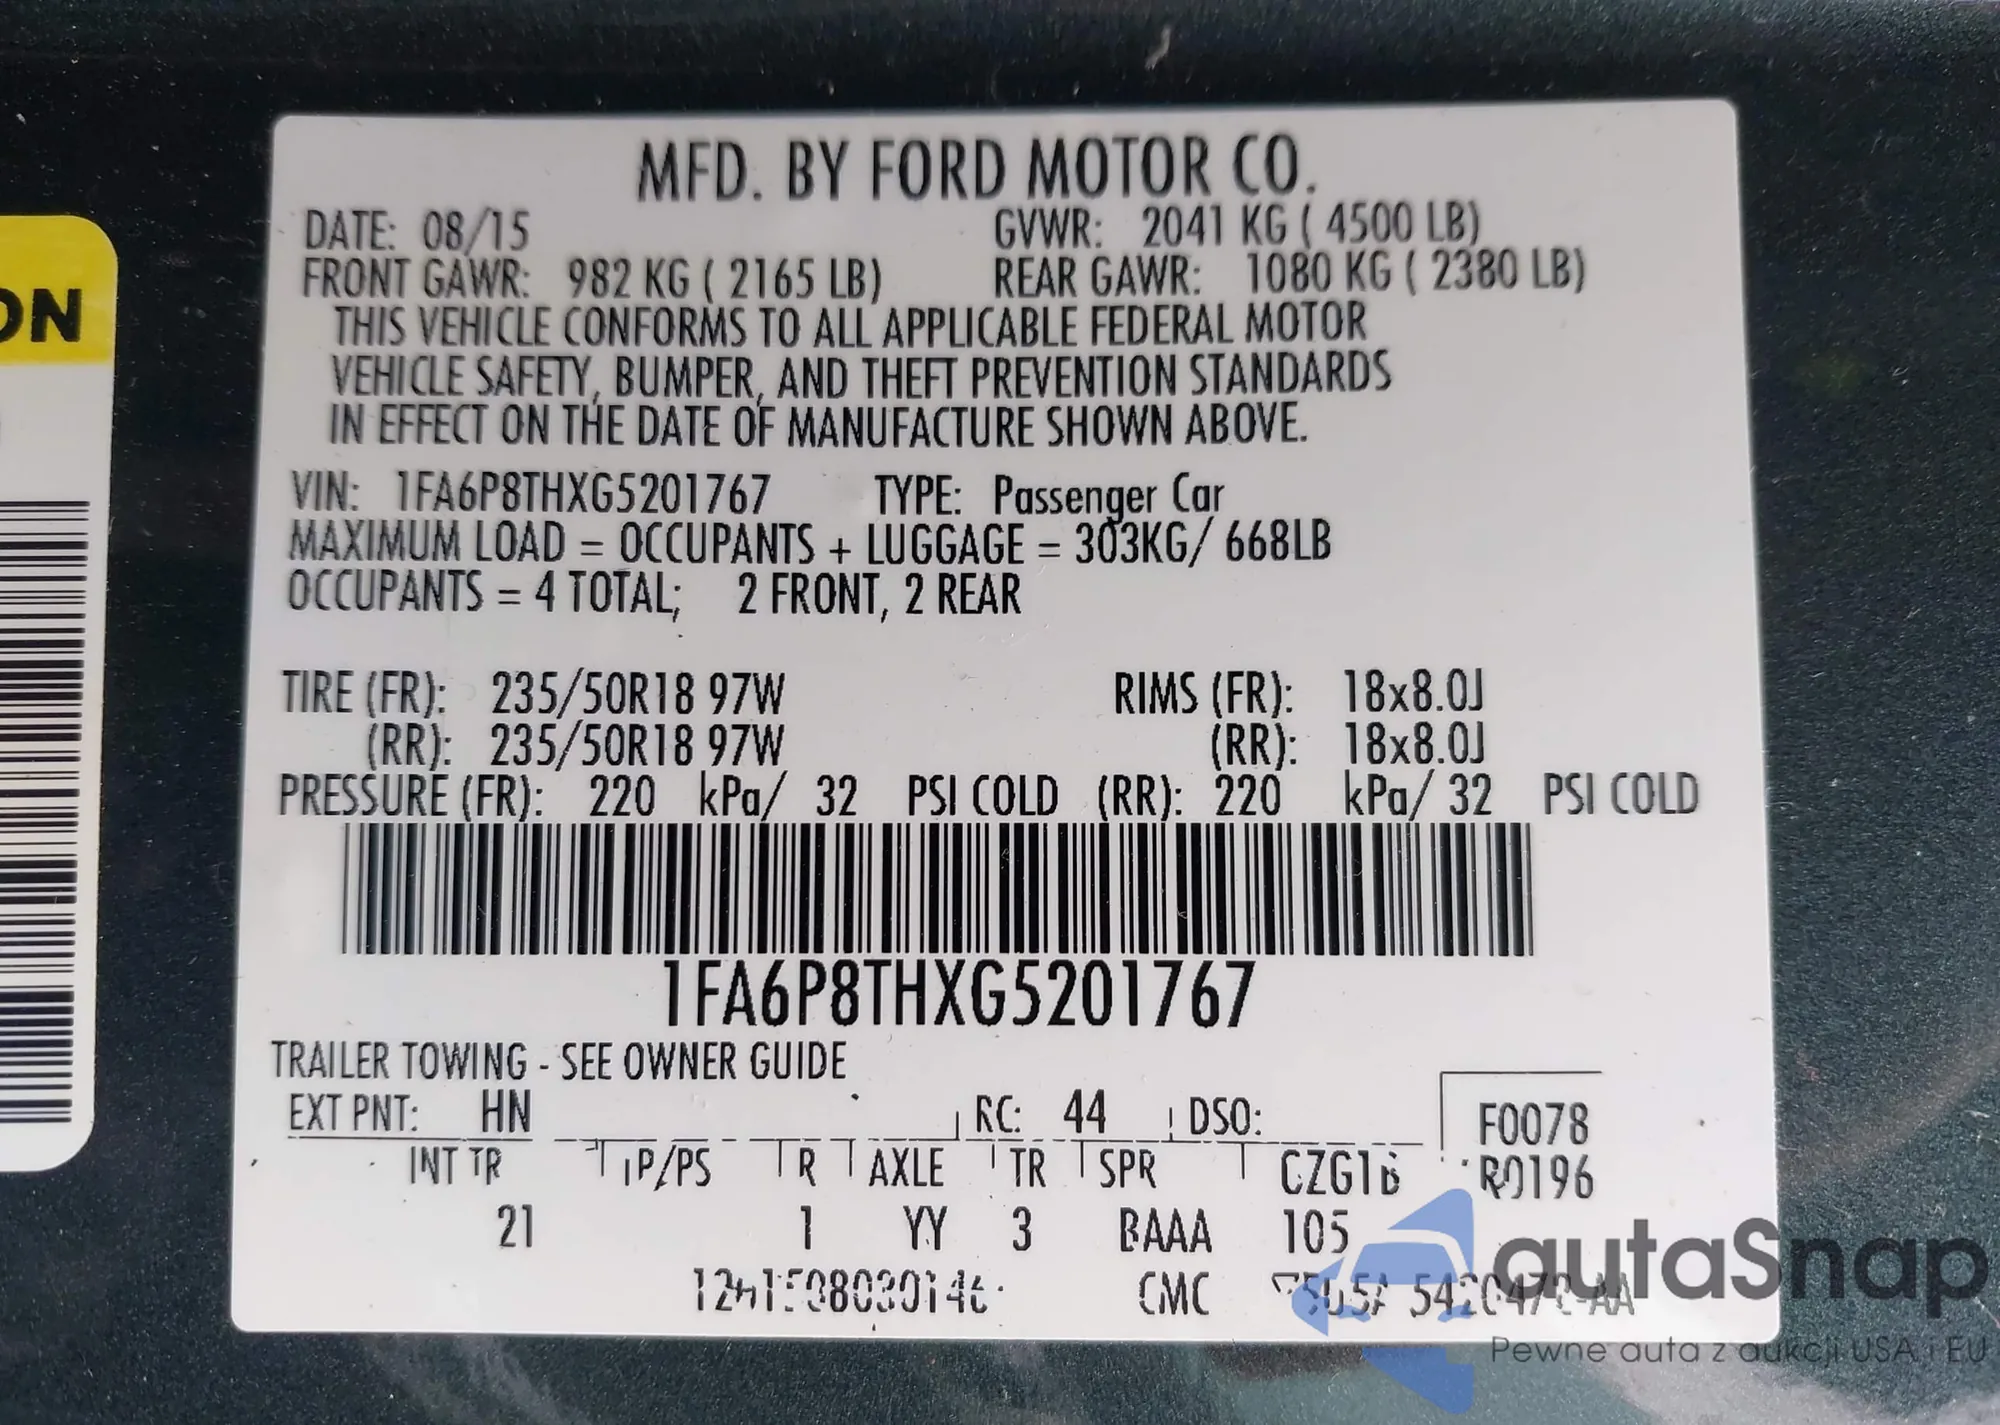 ON
MFD. BY FORD MOTOR CO.
DATE: 08/15 GVWR: 2041 KG ( 4500 LB)
FRONT GAWR: 982 KG ( 2165 LB) REAR GAWR: 1080 KG ( 2380 LB)
THIS VEHICLE CONFORMS TO ALL APPLICABLE FEDERAL MOTOR
VEHICLE SAFETY, BUMPER, AND THEFT PREVENTION STANDARDS
IN EFFECT ON THE DATE OF MANUFACTURE SHOWN ABOVE.
VIN: 1FA6P8THXG5201767 TYPE: Passenger Car
MAXIMUM LOAD = OCCUPANTS + LUGGAGE = 303KG/ 668LB
OCCUPANTS = 4 TOTAL; 2 FRONT, 2 REAR
TIRE (FR): 235/50R18 97W RIMS (FR): 18x8.0J
(RR): 235/50R18 97W (RR): 18x8.0J
PRESSURE (FR): 220 kPa/ 32 PSI COLD (RR): 220 kPa/ 32 PSI COLD
1FA6P8THXG5201767
TRAILER TOWING - SEE OWNER GUIDE
EXT PNT: HN RC: 44 DSO: F0078
INT TR TP/PS R AXLE TR SPR CZG1B R0196
21 1 YY 3 BAAA 105
CMC
autaSnap
Pewne auta z aukcji USA i EU